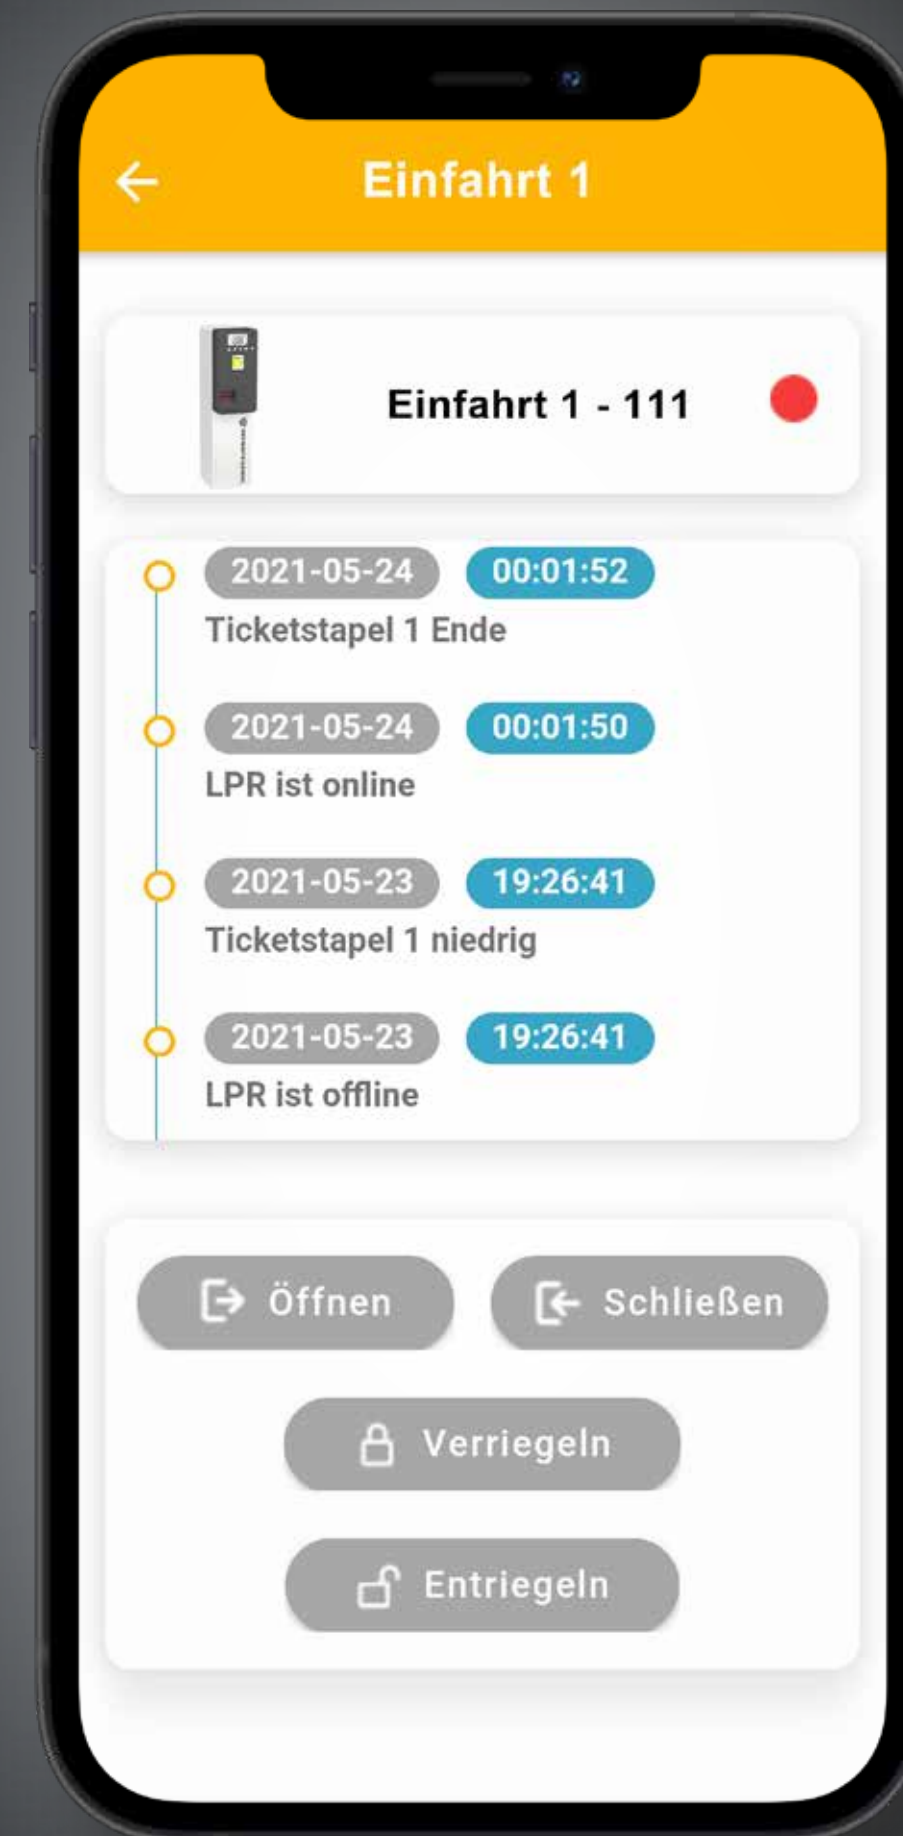 Einfahrt 1
Einfahrt 1 - 111
2021-05-24 00:01:52
Ticketstapel 1 Ende
2021-05-24 00:01:50
LPR ist online
2021-05-23 19:26:41
Ticketstapel 1 niedrig
2021-05-23 19:26:41
LPR ist offline
Öffnen Schließen
Verriegeln
Entriegeln